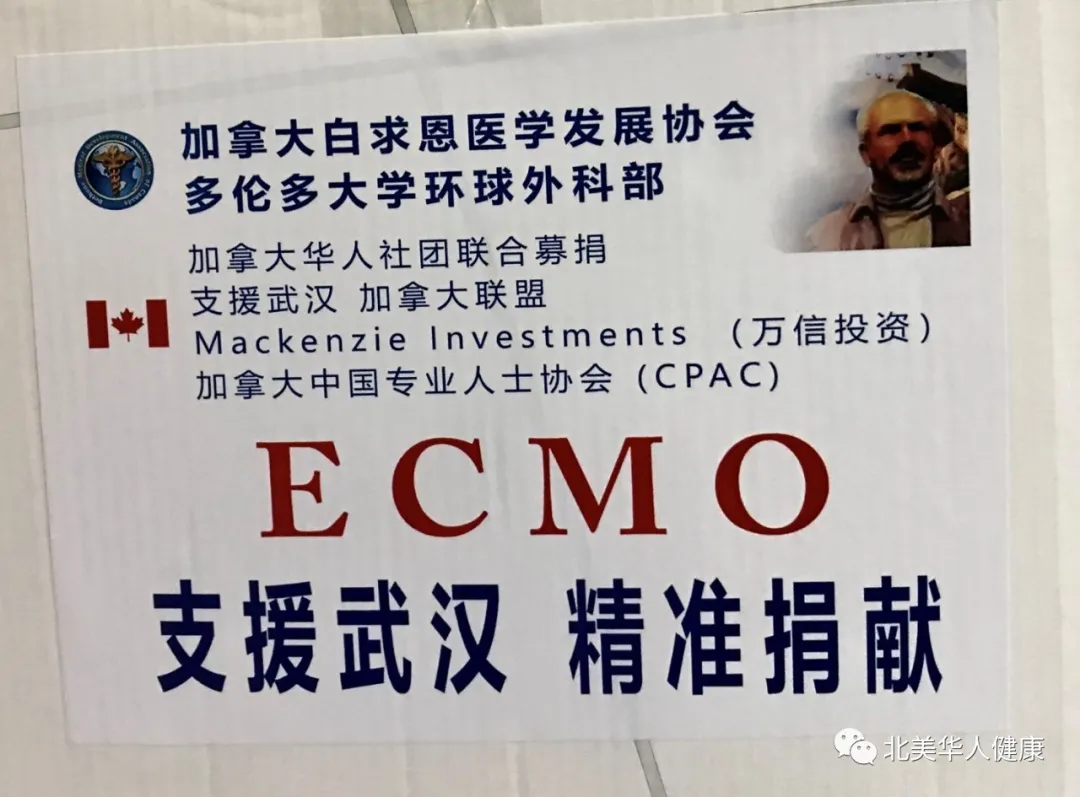 加拿大白求恩医学发展协会
多伦多大学环球外科部
加拿大华人社团联合募捐
支援武汉 加拿大联盟
Mackenzie Investments （万信投资）
加拿大中国专业人士协会（CPAC）
ECMO
支援武汉 精准捐献
北美华人健康